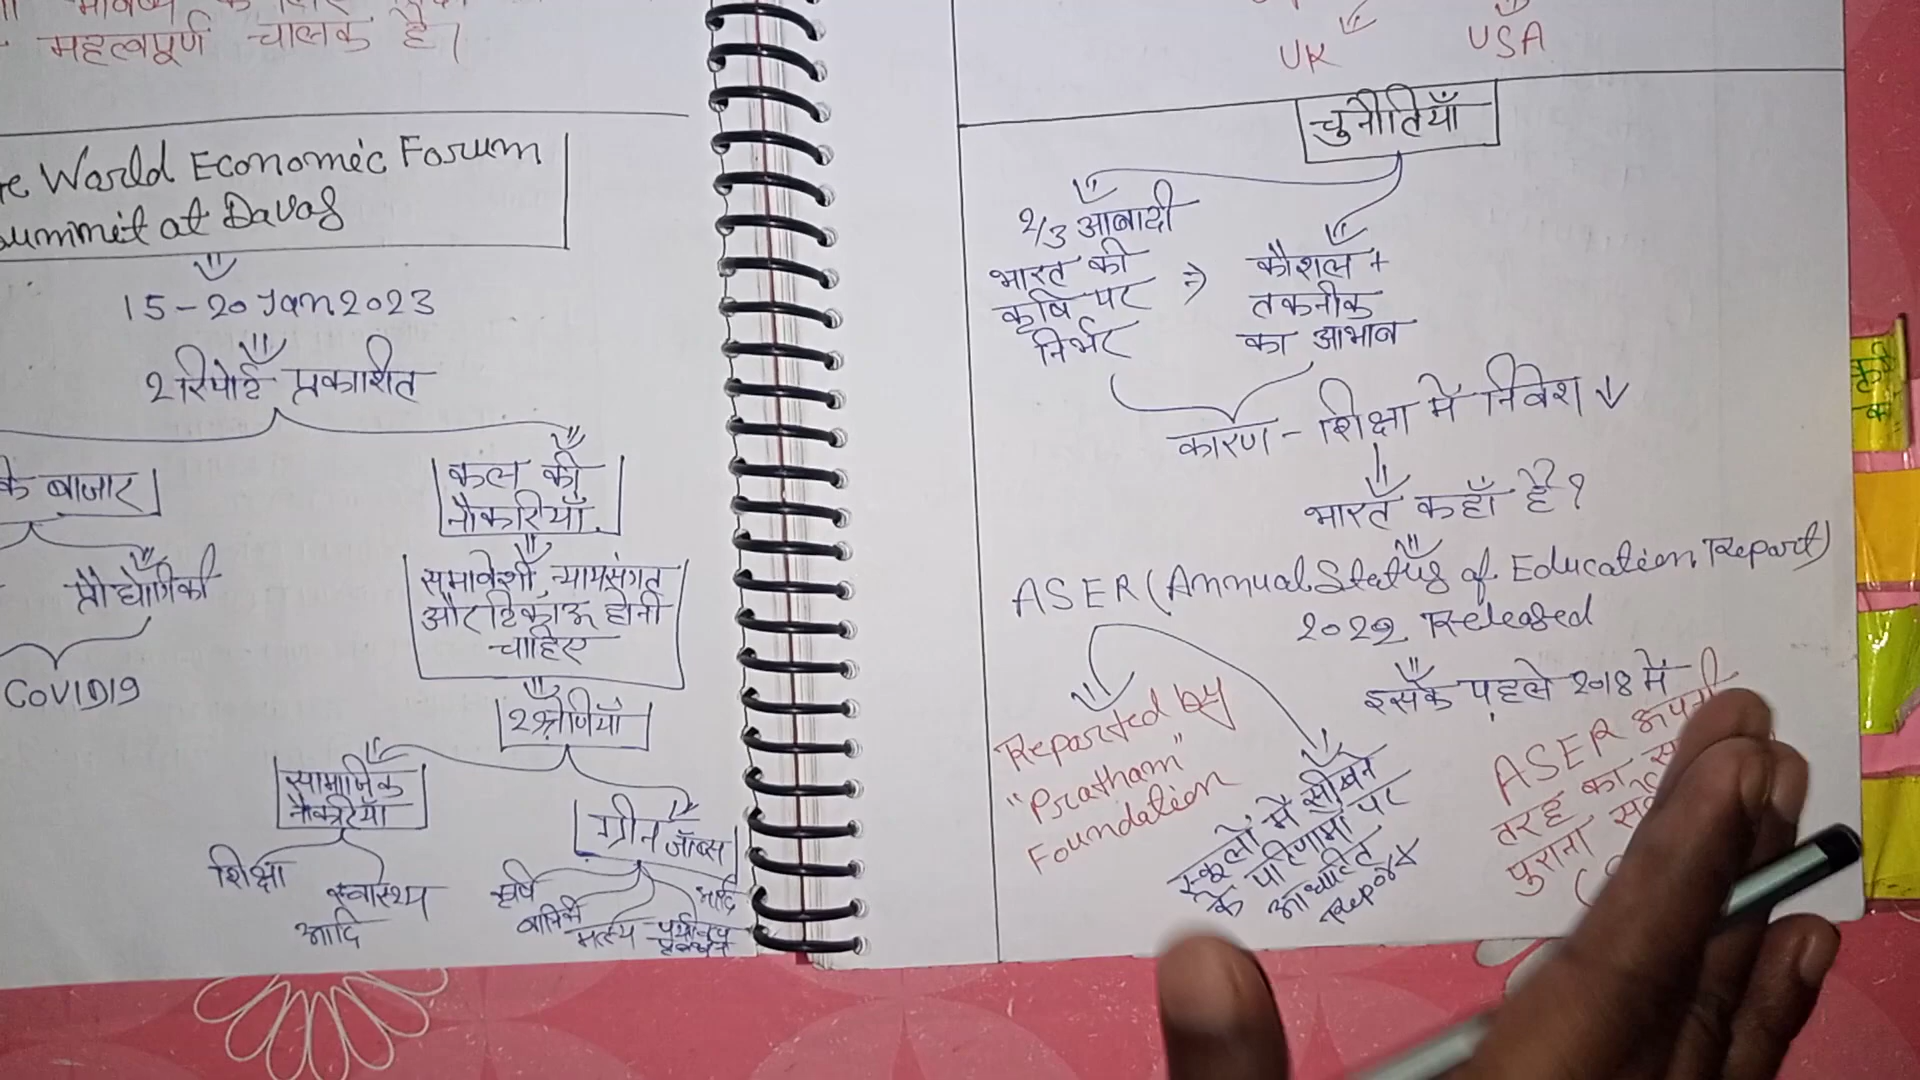 महत्वपूर्ण चालक है।
World Economic Forum
Summit at Davos
15-20 Jan 2023
2 रिपोर्ट प्रकाशित
के बाजार
प्रौद्योगिकी
COVID19
कल की
नौकरियाँ
समावेशी न्यायसंगत
और टिकाऊ होनी
चाहिए
2 श्रेणियाँ
सामाजिक
नौकरियाँ
शिक्षा
स्वास्थ्य
आदि
ग्रीन जॉब्स
कृषि
वानिकी
मत्स्य
आदि
UK
USA
चुनौतियाँ
2/3 आबादी
भारत की
कृषि पर
निर्भर
⇒
कौशल +
तकनीक
का आभाव
कारण - शिक्षा में निवेश ↓
भारत कहाँ है?
ASER (Annual Status of Education Report)
2022 Released
इसके पहले 2018 में
Reported by
"Pratham"
Foundation
स्कूलों में सीखने
के परिणामों पर
आधारित
Report
ASER अपनी
तरह का
पुराना